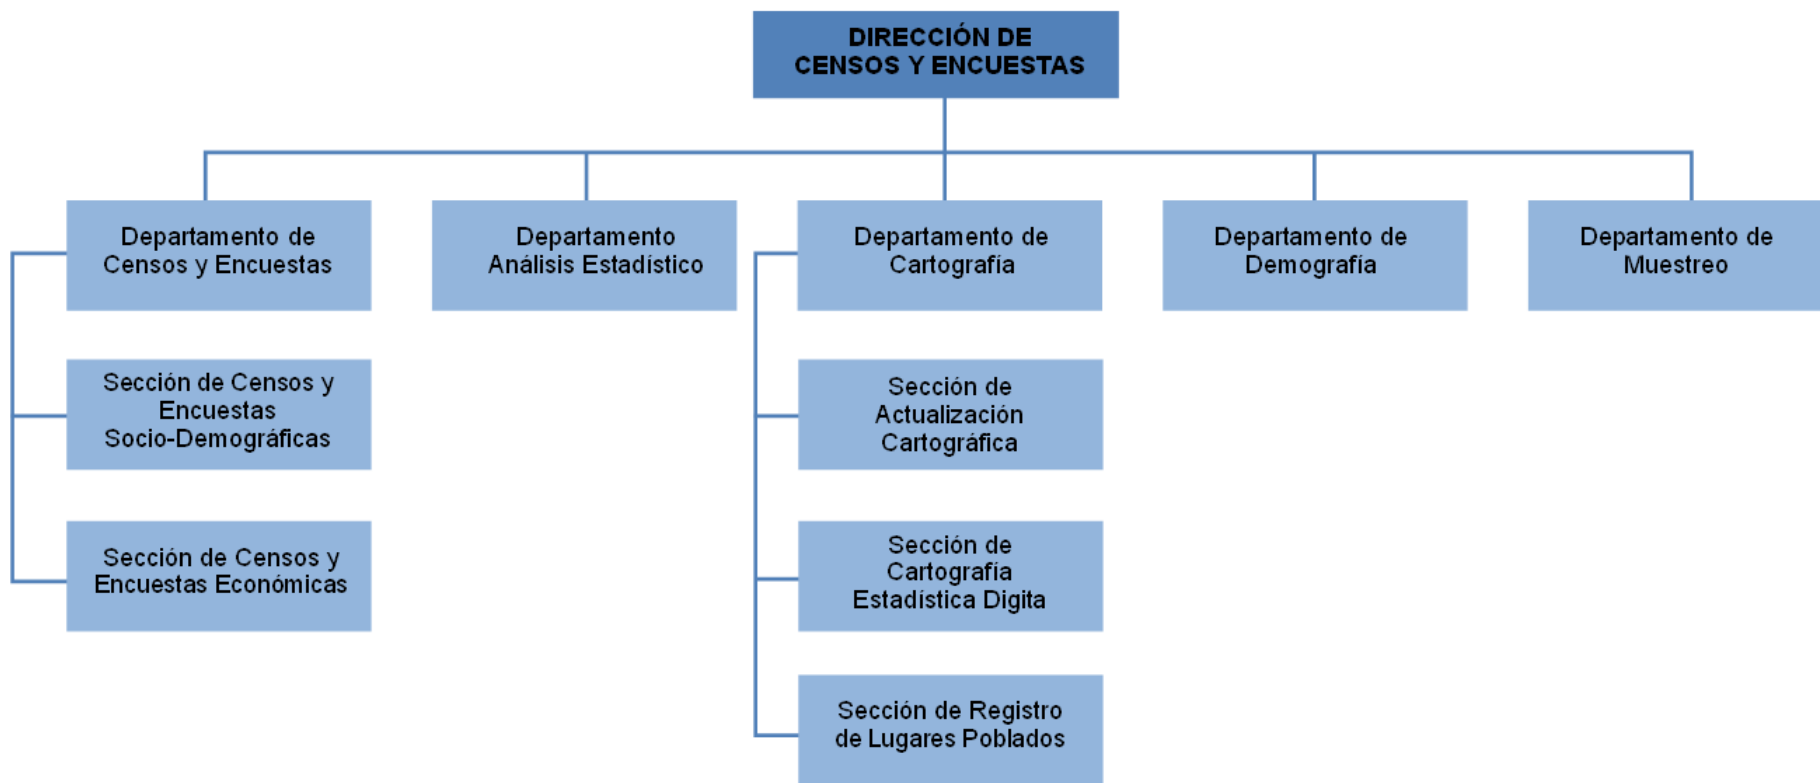 DIRECCIÓN DE
CENSOS Y ENCUESTAS
Departamento de
Censos y Encuestas
Departamento
Análisis Estadístico
Departamento de
Cartografía
Departamento de
Demografía
Departamento de
Muestreo
Sección de Censos y
Encuestas
Socio-Demográficas
Sección de
Actualización
Cartográfica
Sección de Censos y
Encuestas Económicas
Sección de
Cartografía
Estadística Digita
Sección de Registro
de Lugares Poblados